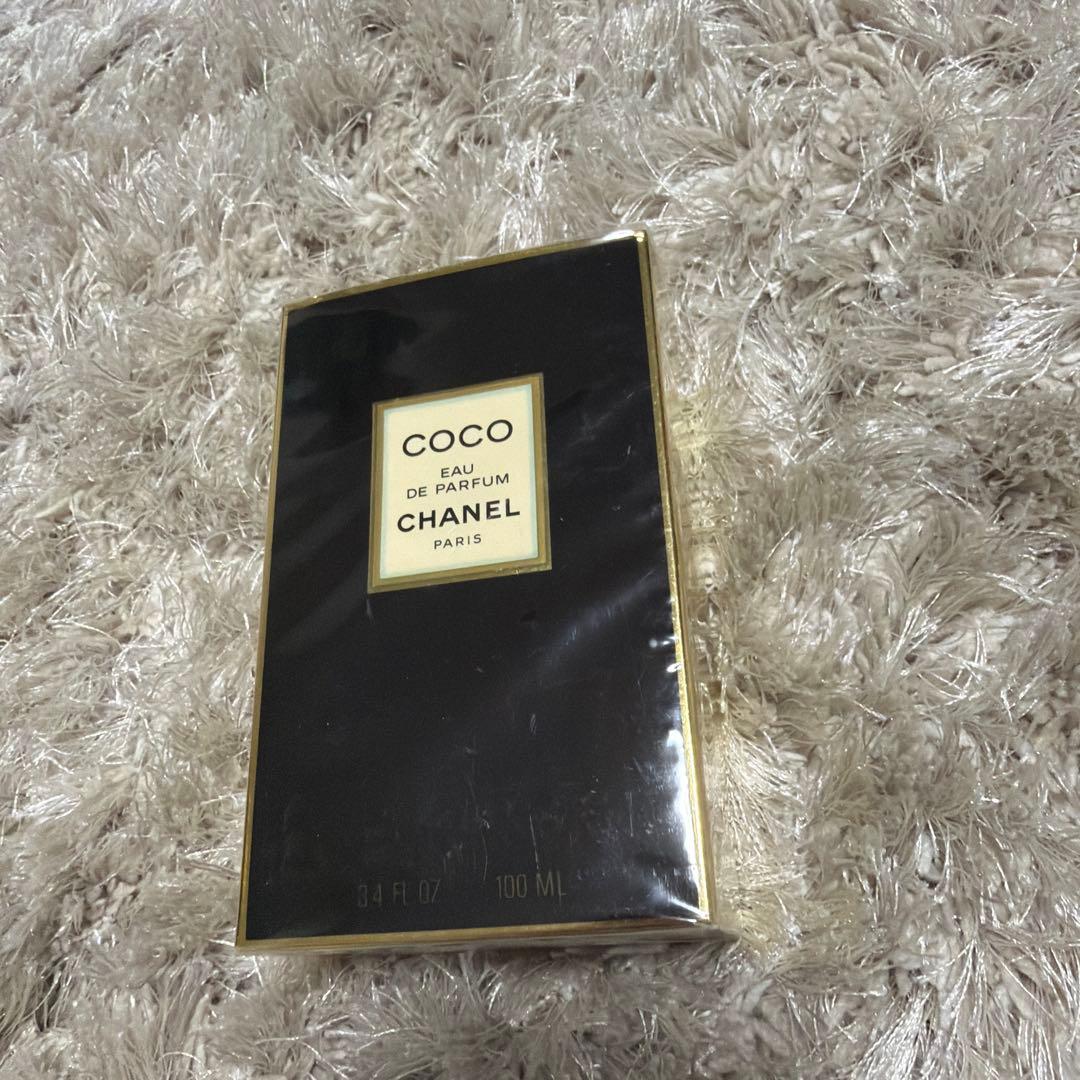 COCO
EAU
DE PARFUM
CHANEL
PARIS
3.4 FL OZ 100 ML